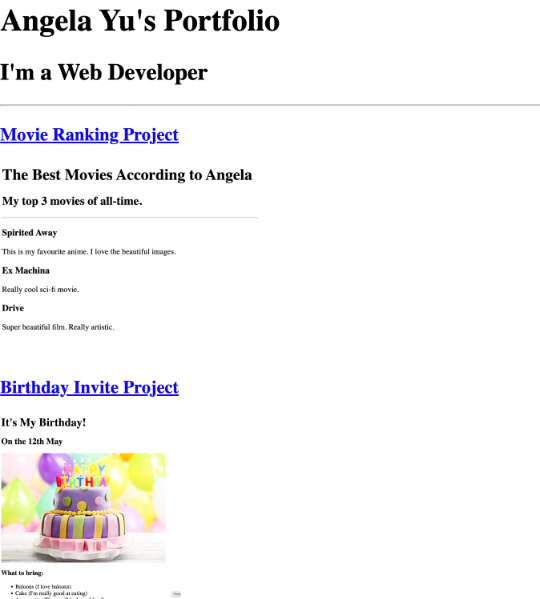 Angela Yu's Portfolio
I'm a Web Developer
Movie Ranking Project
The Best Movies According to Angela
My top 3 movies of all-time.
Spirited Away
This is my favourite anime. I love the beautiful images.
Ex Machina
Really cool sci-fi movie.
Drive
Super beautiful film. Really artistic.
Birthday Invite Project
It's My Birthday!
On the 12th May
HAPPY
BIRTHDAY
What to bring:
Baloons (I love baloons)
Cake (I'm really good at eating)